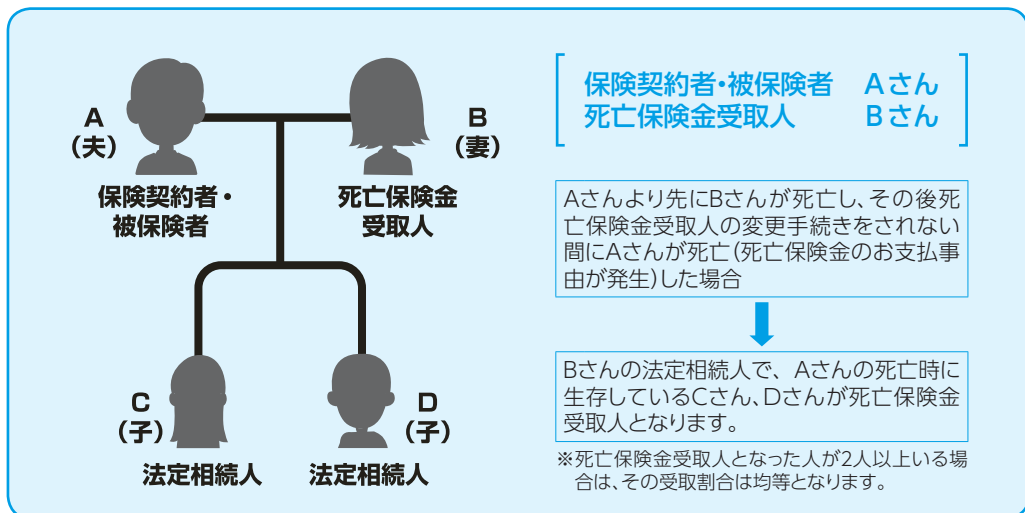 A
(夫)
保険契約者・
被保険者
B
(妻)
死亡保険金
受取人
C
(子)
法定相続人
D
(子)
法定相続人
保険契約者・被保険者 Aさん
死亡保険金受取人 Bさん
Aさんより先にBさんが死亡し、その後死
亡保険金受取人の変更手続きをされない
間にAさんが死亡(死亡保険金のお支払事
由が発生)した場合
Bさんの法定相続人で、Aさんの死亡時に
生存しているCさん、Dさんが死亡保険金
受取人となります。
※死亡保険金受取人となった人が2人以上いる場
合は、その受取割合は均等となります。